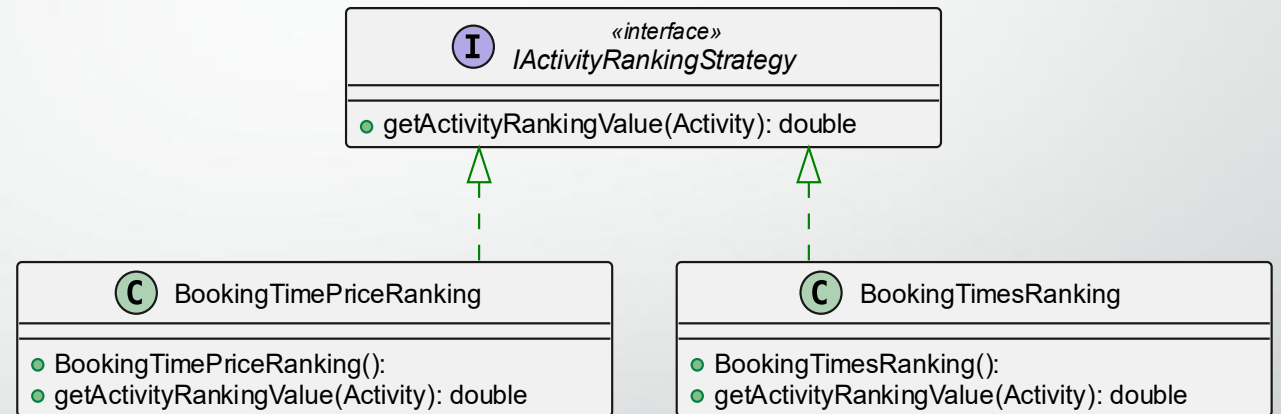 «interface»
I IActivityRankingStrategy
getActivityRankingValue(Activity): double
C BookingTimePriceRanking
BookingTimePriceRanking():
getActivityRankingValue(Activity): double
C BookingTimesRanking
BookingTimesRanking():
getActivityRankingValue(Activity): double